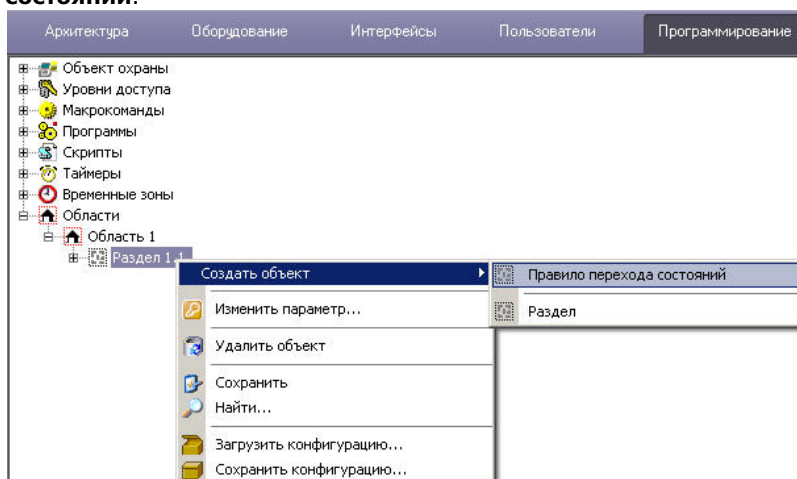 состояний.
Архитектура Оборудование Интерфейсы Пользователи Программирование
Объект охраны
Уровни доступа
Макрокоманды
Программы
Скрипты
Таймеры
Временные зоны
Области
Область 1
Раздел 1.1
Создать объект
Правило перехода состояний
Изменить параметр...
Раздел
Удалить объект
Сохранить
Найти...
Загрузить конфигурацию...
Сохранить конфигурацию...